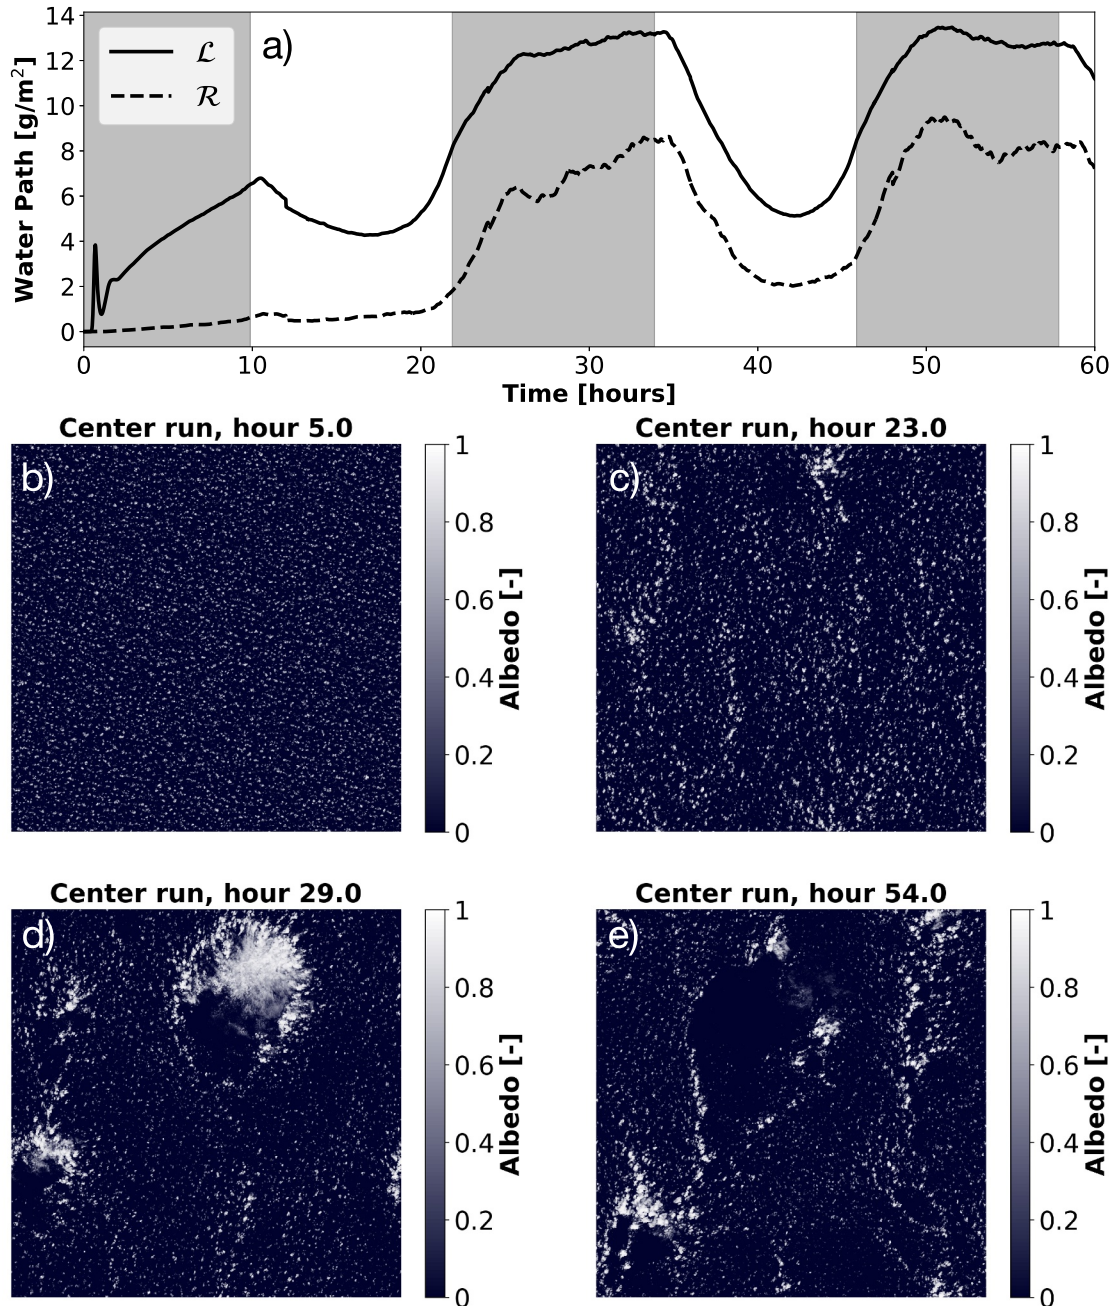 14
12
10
8
6
4
2
0
Water Path [g/m²]
ℒ
ℛ
a)
0 10 20 30 40 50 60
Time [hours]
Center run, hour 5.0
b)
1
0.8
0.6
0.4
0.2
0
Albedo [-]
Center run, hour 23.0
c)
1
0.8
0.6
0.4
0.2
0
Albedo [-]
Center run, hour 29.0
d)
1
0.8
0.6
0.4
0.2
0
Albedo [-]
Center run, hour 54.0
e)
1
0.8
0.6
0.4
0.2
0
Albedo [-]